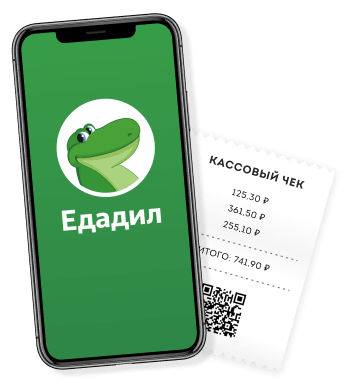 Едадил
КАССОВЫЙ ЧЕК
125.30 ₽
361.50 ₽
255.10 ₽
ИТОГО: 741.90 ₽